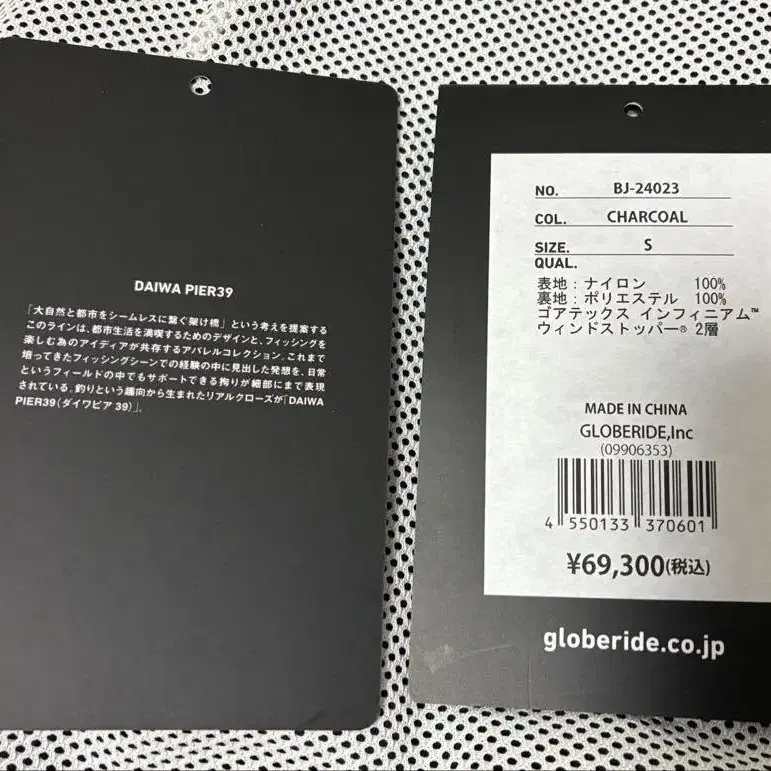 DAIWA PIER39
「大自然と都市をシームレスに繋ぐ架け橋」という考えを提案する
このラインは、都市生活を満喫するためのデザインと、フィッシングを
楽しむ為のアイディアが共存するアパレルコレクション。これまで
培ってきたフィッシングシーンでの経験の中に見出した発想を、日常
というフィールドの中でもサポートできる拘りが細部にまで表現
されている。釣りという趣向から生まれたリアルクローズが「DAIWA
PIER39(ダイワピア 39)」。
NO. BJ-24023
COL. CHARCOAL
SIZE. S
QUAL.
表地：ナイロン 100%
裏地：ポリエステル 100%
ゴアテックス インフィニアム™
ウィンドストッパー® 2層
MADE IN CHINA
GLOBERIDE,Inc
(09906353)
4 550133 370601
¥69,300(税込)
globeride.co.jp